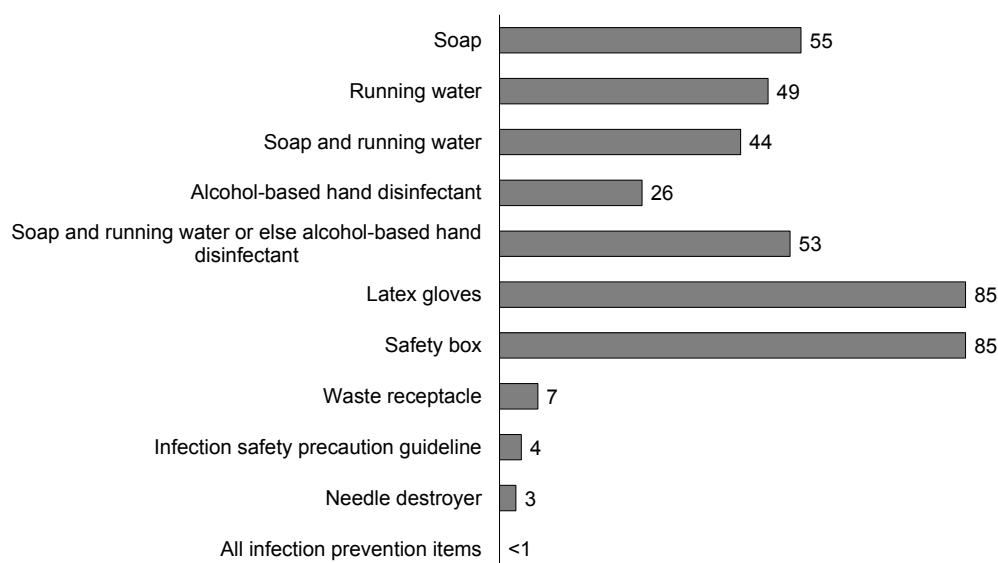 Soap 55
Running water 49
Soap and running water 44
Alcohol-based hand disinfectant 26
Soap and running water or else alcohol-based hand
disinfectant 53
Latex gloves 85
Safety box 85
Waste receptacle 7
Infection safety precaution guideline 4
Needle destroyer 3
All infection prevention items <1